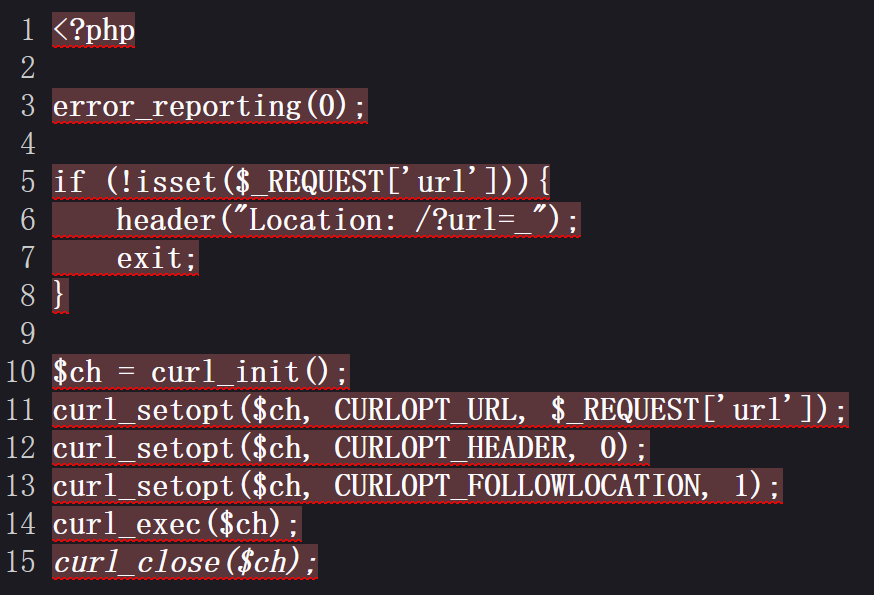 1 <?php
2
3 error_reporting(0);
4
5 if (!isset($_REQUEST['url'])){
6     header("Location: /?url=_");
7     exit;
8 }
9
10 $ch = curl_init();
11 curl_setopt($ch, CURLOPT_URL, $_REQUEST['url']);
12 curl_setopt($ch, CURLOPT_HEADER, 0);
13 curl_setopt($ch, CURLOPT_FOLLOWLOCATION, 1);
14 curl_exec($ch);
15 curl_close($ch);